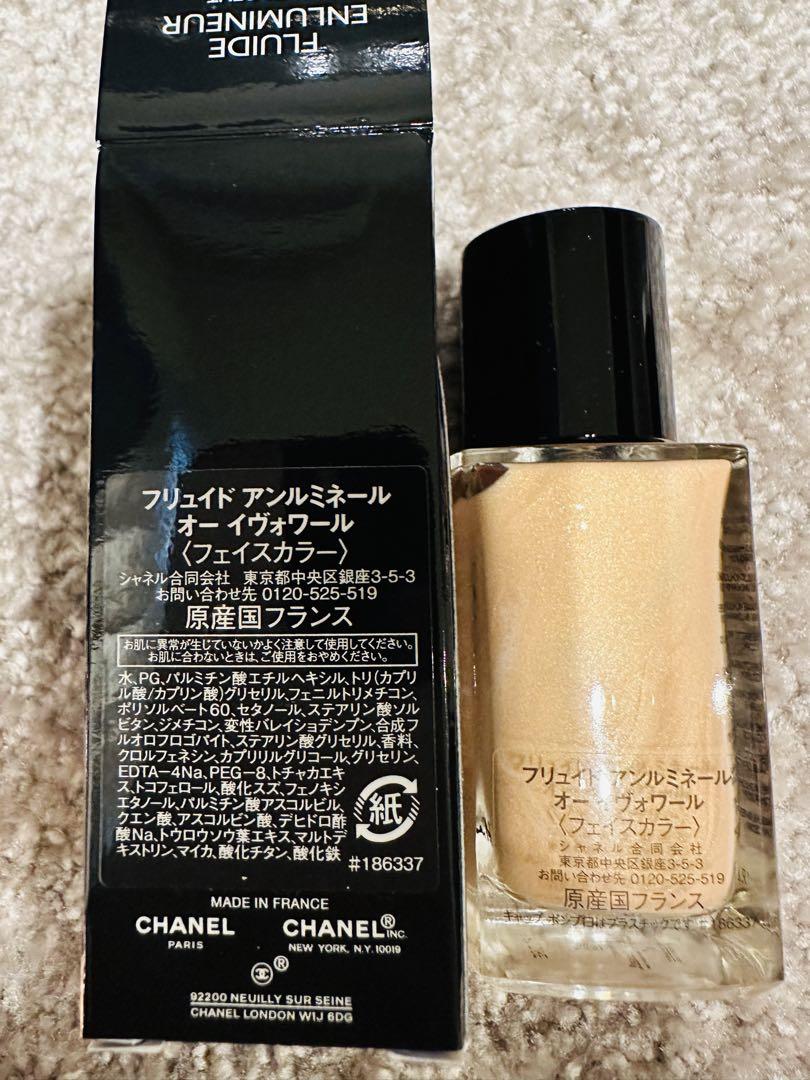 FLUIDE
ENLUMINEUR
フリュイド アンルミネール
オー イヴォワール
〈フェイスカラー〉
シャネル合同会社 東京都中央区銀座3-5-3
お問い合わせ先 0120-525-519
原産国フランス
お肌に異常が生じていないかよく注意して使用してください。
お肌に合わないときは、ご使用をおやめください。
水、PG、パルミチン酸エチルヘキシル、トリ(カプリ
ル酸/カプリン酸)グリセリル、フェニルトリメチコン、
ポリソルベート60、セタノール、ステアリン酸ソル
ビタン、ジメチコン、変性バレイショデンプン、合成フ
ルオロフロゴパイト、ステアリン酸グリセリル、香料、
クロルフェネシン、カプリリルグリコール、グリセリン、
EDTA-4Na、PEG-8、トチャカエキ
ス、トコフェロール、酸化スズ、フェノキシ
エタノール、パルミチン酸アスコルビル、
クエン酸、アスコルビン酸、デヒドロ酢
酸Na、トウロウソウ葉エキス、マルトデ
キストリン、マイカ、酸化チタン、酸化鉄
紙
#186337
MADE IN FRANCE
CHANEL
PARIS
CHANEL®
INC.
NEW YORK, N.Y. 10019
®
92200 NEUILLY SUR SEINE
CHANEL LONDON W1J 6DG
フリュイド アンルミネール
オー イヴォワール
〈フェイスカラー〉
シャネル合同会社
東京都中央区銀座3-5-3
お問い合わせ先 0120-525-519
原産国フランス
キャップ、ポンプ口はプラスチックです